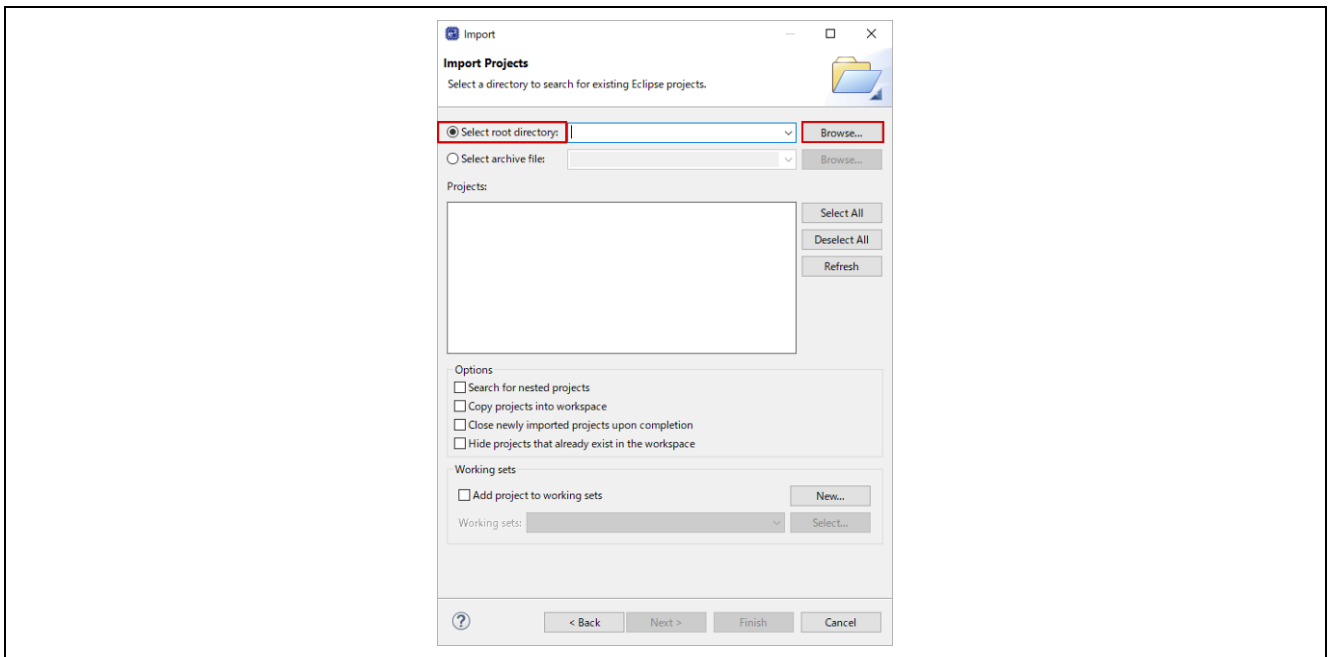 Import
Import Projects
Select a directory to search for existing Eclipse projects.
Select root directory: Browse...
Select archive file: Browse...
Projects:
Select All
Deselect All
Refresh
Options
Search for nested projects
Copy projects into workspace
Close newly imported projects upon completion
Hide projects that already exist in the workspace
Working sets
Add project to working sets New...
Working sets: Select...
? < Back Next > Finish Cancel